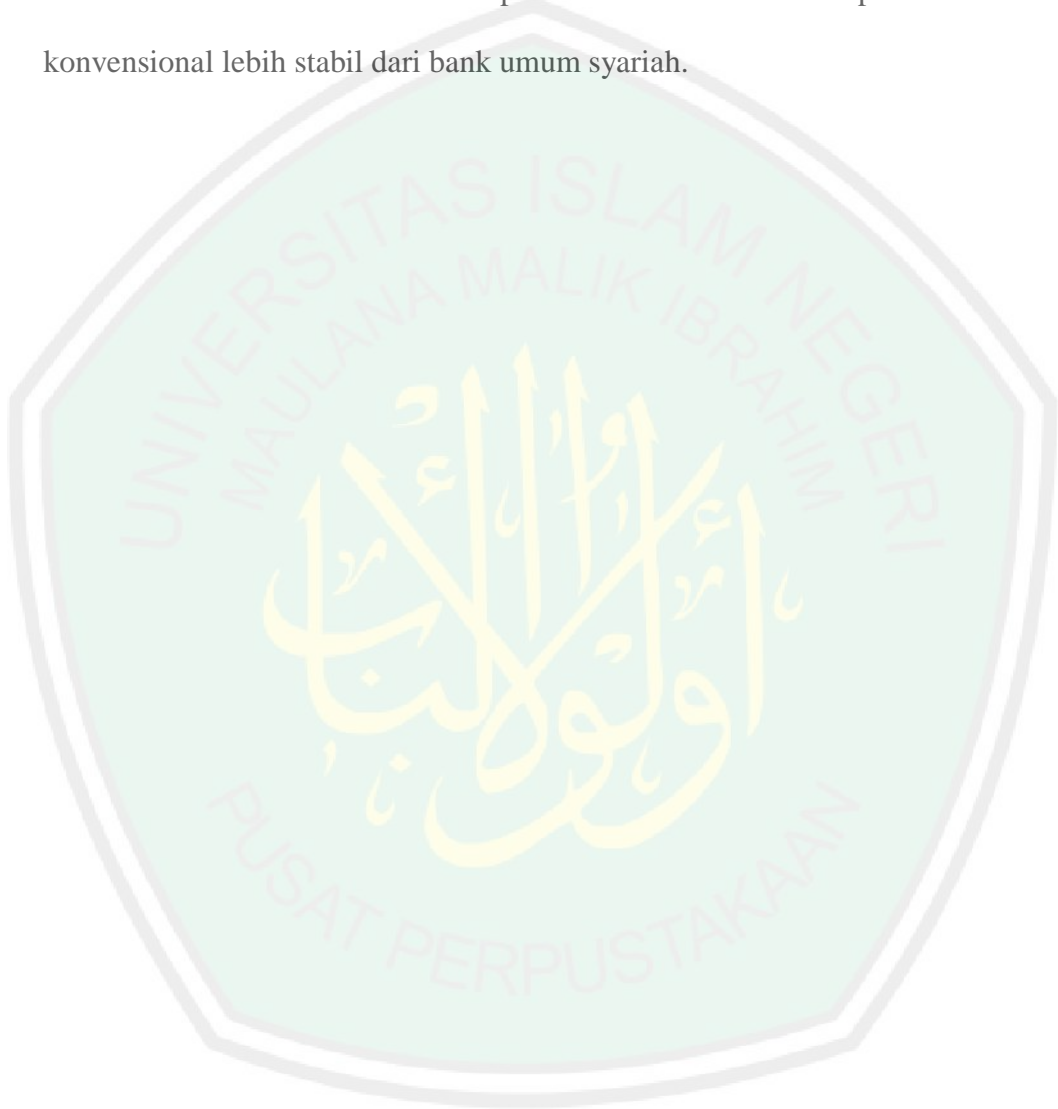 konvensional lebih stabil dari bank umum syariah.
UNIVERSITAS ISLAM NEGERI
MAULANA MALIK IBRAHIM
أولوا الألباب
PUSAT PERPUSTAKAAN